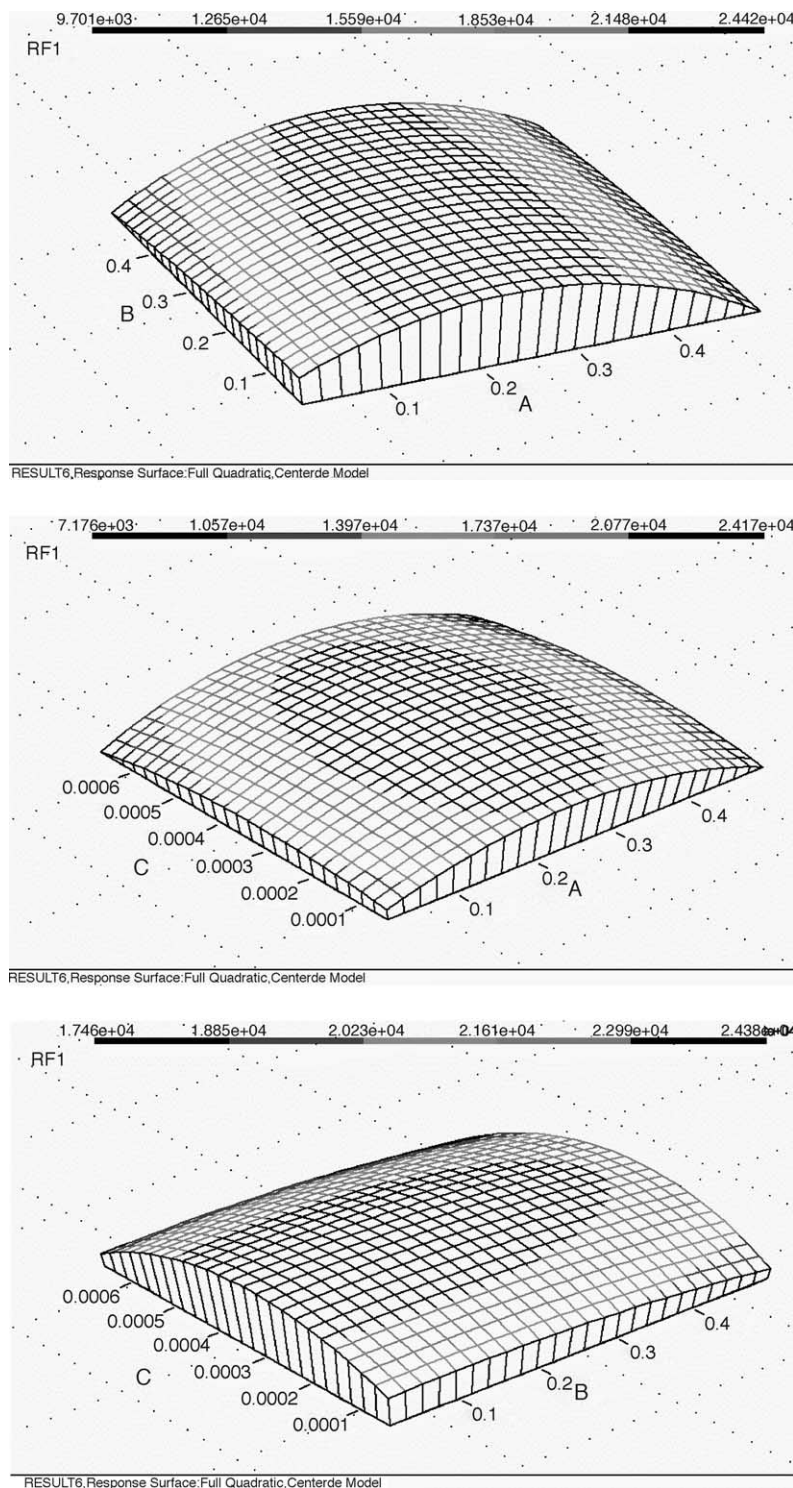 9.701e+03 1.265e+04 1.559e+04 1.853e+04 2.148e+04 2.442e+04
RF1
0.4
0.3
B
0.2
0.1
0.4
0.3
0.2
A
0.1
RESULT6,Response Surface:Full Quadratic,Centerde Model
7.176e+03 1.057e+04 1.397e+04 1.737e+04 2.077e+04 2.417e+04
RF1
0.0006
0.0005
0.0004
C
0.0003
0.0002
0.0001
0.4
0.3
0.2
A
0.1
RESULT6,Response Surface:Full Quadratic,Centerde Model
1.746e+04 1.885e+04 2.023e+04 2.161e+04 2.299e+04
RF1
0.0006
0.0005
0.0004
C
0.0003
0.0002
0.0001
0.4
0.3
0.2
B
0.1
RESULT6,Response Surface:Full Quadratic,Centerde Model